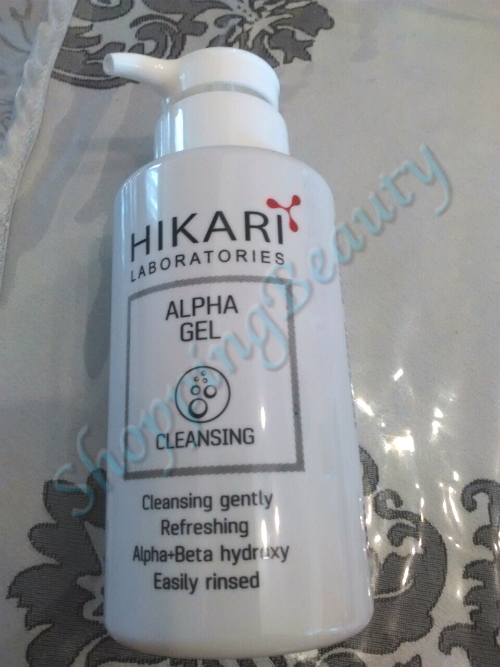 HIKARI
LABORATORIES
ALPHA
GEL
CLEANSING
Cleansing gently
Refreshing
Alpha+Beta hydroxy
Easily rinsed
ShoppingBeauty